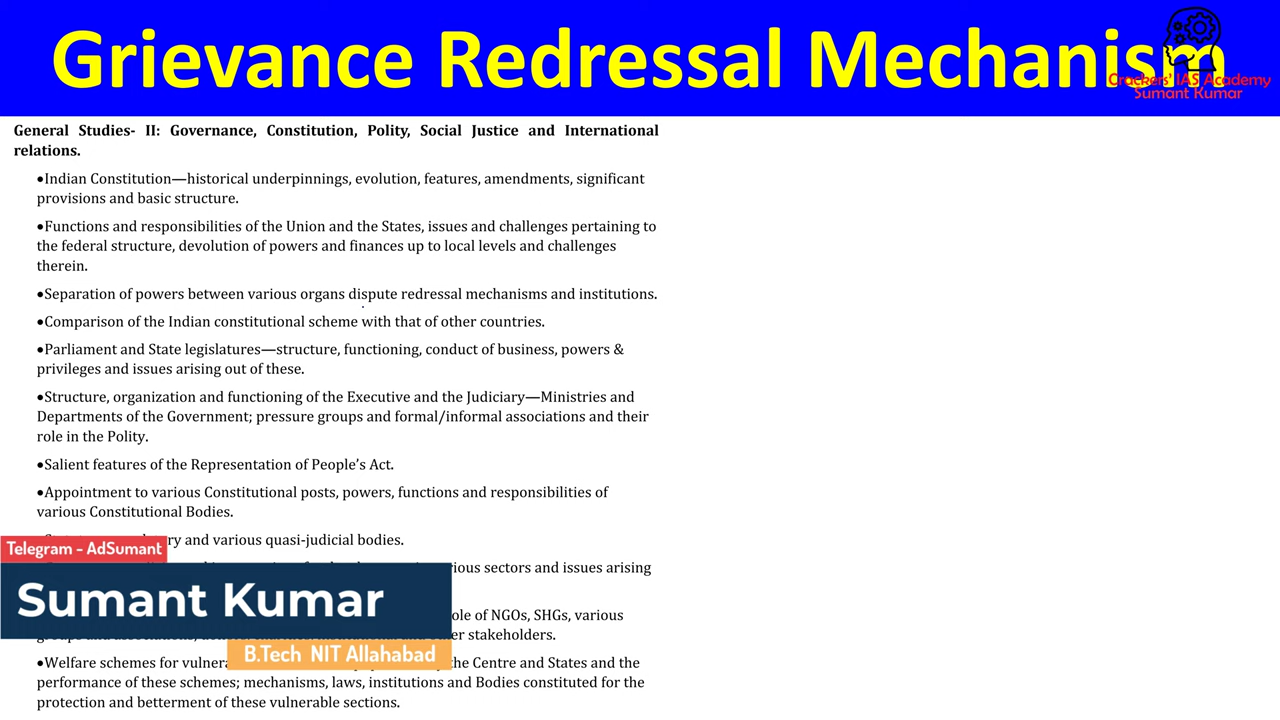 Grievance Redressal Mechanism
Crackers' IAS Academy
Sumant Kumar
General Studies- II: Governance, Constitution, Polity, Social Justice and International
relations.
•Indian Constitution—historical underpinnings, evolution, features, amendments, significant
provisions and basic structure.
•Functions and responsibilities of the Union and the States, issues and challenges pertaining to
the federal structure, devolution of powers and finances up to local levels and challenges
therein.
•Separation of powers between various organs dispute redressal mechanisms and institutions.
•Comparison of the Indian constitutional scheme with that of other countries.
•Parliament and State legislatures—structure, functioning, conduct of business, powers &
privileges and issues arising out of these.
•Structure, organization and functioning of the Executive and the Judiciary—Ministries and
Departments of the Government; pressure groups and formal/informal associations and their
role in the Polity.
•Salient features of the Representation of People's Act.
•Appointment to various Constitutional posts, powers, functions and responsibilities of
various Constitutional Bodies.
and various quasi-judicial bodies.
Telegram - AdSumant
sectors and issues arising
Sumant Kumar
of NGOs, SHGs, various
stakeholders.
B.Tech NIT Allahabad
•Welfare schemes for the Centre and States and the
performance of these schemes; mechanisms, laws, institutions and Bodies constituted for the
protection and betterment of these vulnerable sections.